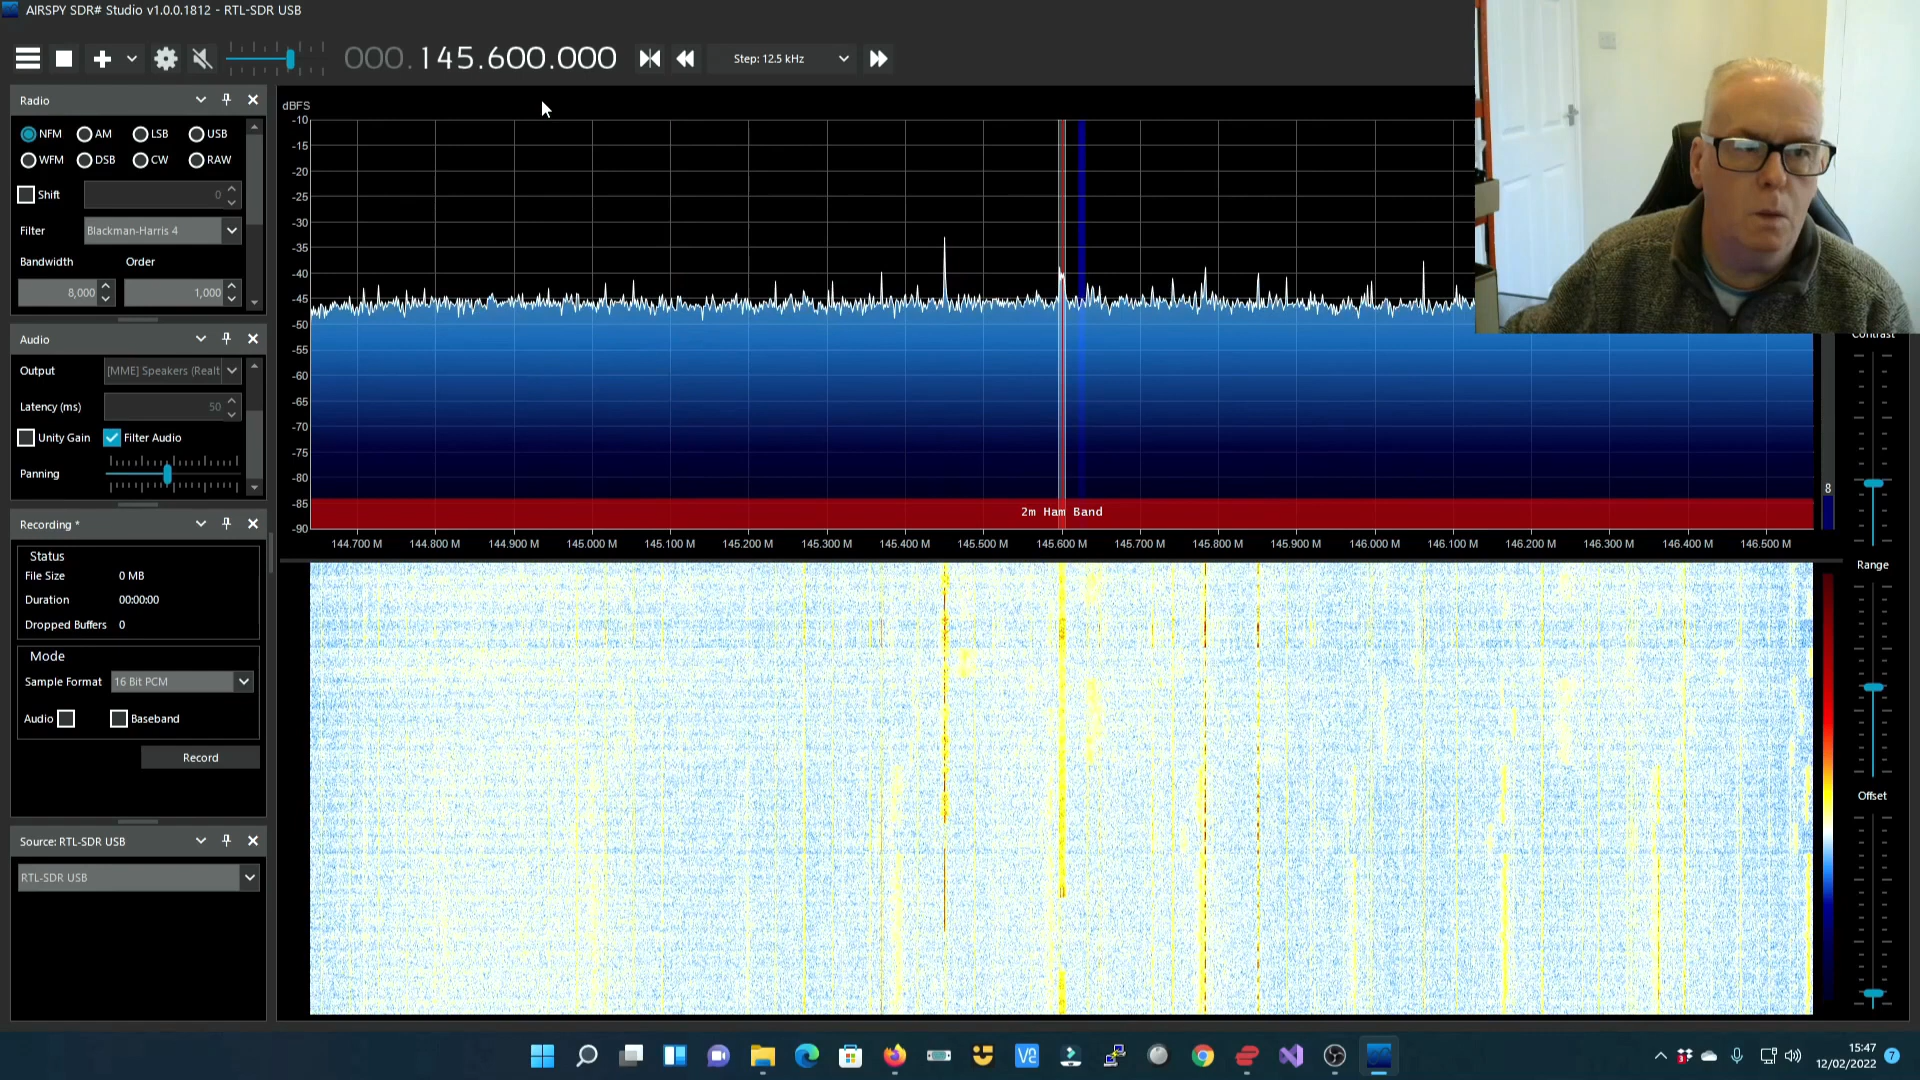 AIRSPY SDR# Studio v1.0.0.1812 - RTL-SDR USB
000.145.600.000
Step: 12.5 kHz
Radio
NFM AM LSB USB
WFM DSB CW RAW
Shift 0
Filter Blackman-Harris 4
Bandwidth Order
8,000 1,000
Audio
Output [MME] Speakers (Realt
Latency (ms) 50
Unity Gain Filter Audio
Panning
Recording *
Status
File Size 0 MB
Duration 00:00:00
Dropped Buffers 0
Mode
Sample Format 16 Bit PCM
Audio Baseband
Record
Source: RTL-SDR USB
RTL-SDR USB
dBFS
-10
-15
-20
-25
-30
-35
-40
-45
-50
-55
-60
-65
-70
-75
-80
-85
-90
2m Ham Band
144.700 M 144.800 M 144.900 M 145.000 M 145.100 M 145.200 M 145.300 M 145.400 M 145.500 M 145.600 M 145.700 M 145.800 M 145.900 M 146.000 M 146.100 M 146.200 M 146.300 M 146.400 M 146.500 M
8
Contrast
Range
Offset
V2
15:47
12/02/2022
7